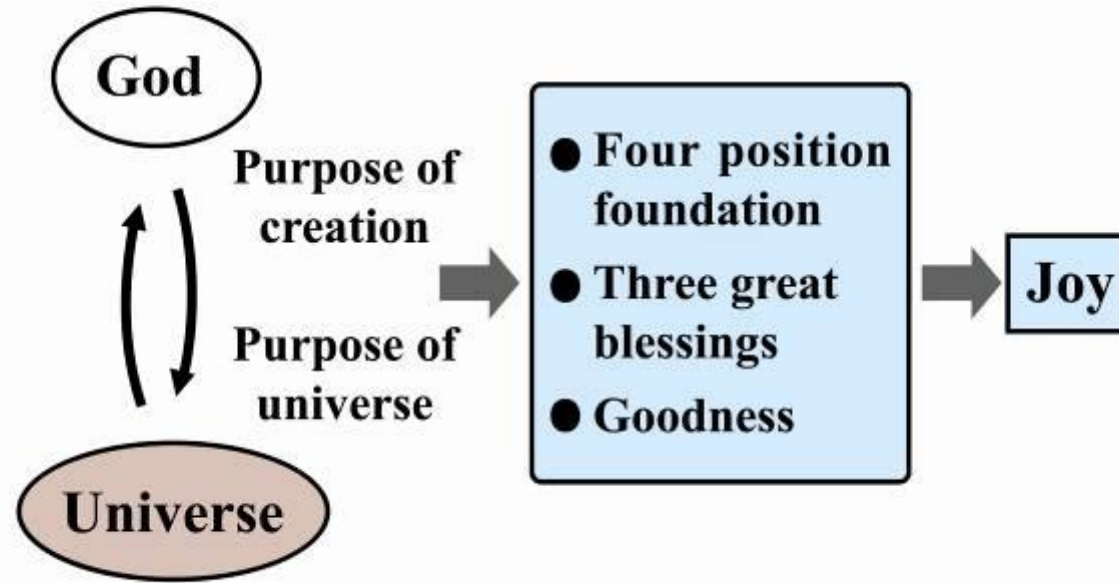 God
Purpose of
creation
Purpose of
universe
Universe
● Four position
foundation
● Three great
blessings
● Goodness
Joy